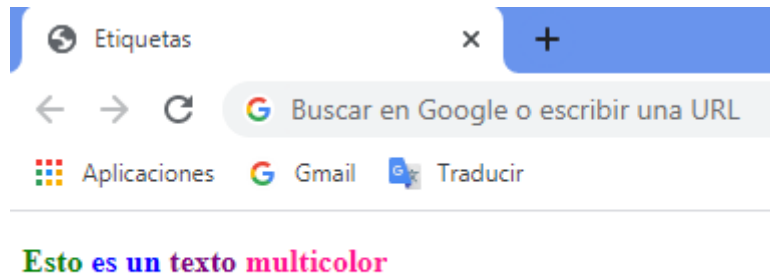 Etiquetas
Buscar en Google o escribir una URL
Aplicaciones Gmail Traducir
Esto es un texto multicolor